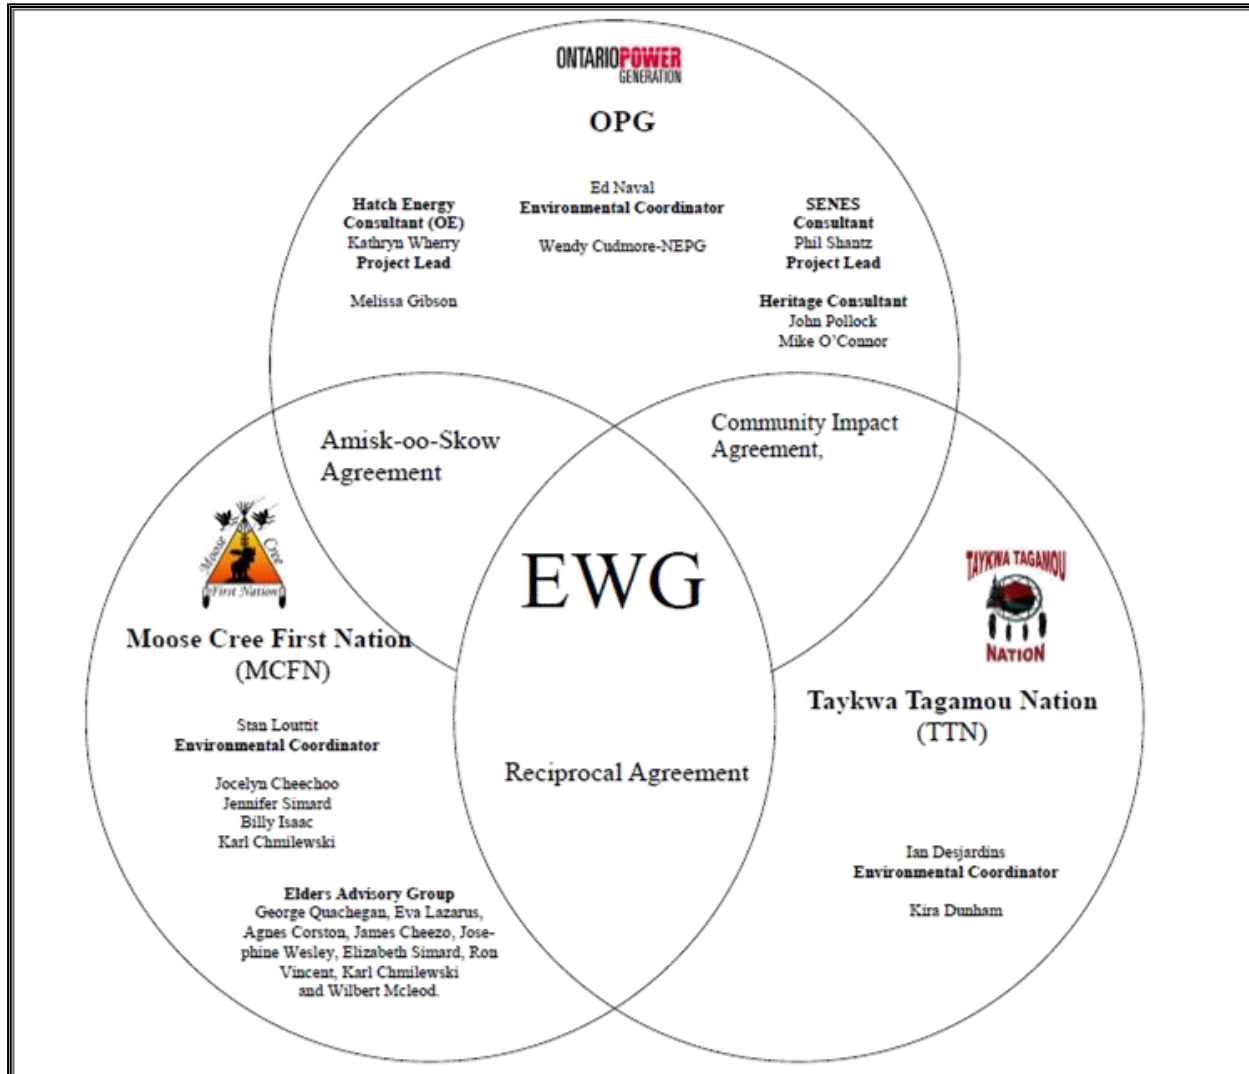 ONTARIOPOWER
GENERATION
OPG
Ed Naval
Environmental Coordinator
Wendy Cudmore-NEPG
Hatch Energy
Consultant (OE)
Kathryn Wherry
Project Lead
Melissa Gibson
SENES
Consultant
Phil Shantz
Project Lead
Heritage Consultant
John Pollock
Mike O'Connor
Amisk-oo-Skow
Agreement
Community Impact
Agreement,
EWG
Reciprocal Agreement
Moose Cree
First Nation
Moose Cree First Nation
(MCFN)
Stan Louttit
Environmental Coordinator
Jocelyn Cheechoo
Jennifer Simard
Billy Isaac
Karl Chmilewski
Elders Advisory Group
George Quachegan, Eva Lazarus,
Agnes Corston, James Cheezo, Jose-
phine Wesley, Elizabeth Simard, Ron
Vincent, Karl Chmilewski
and Wilbert Mcleod.
TAYKWA TAGAMOU
NATION
Taykwa Tagamou Nation
(TTN)
Ian Desjardins
Environmental Coordinator
Kira Dunham